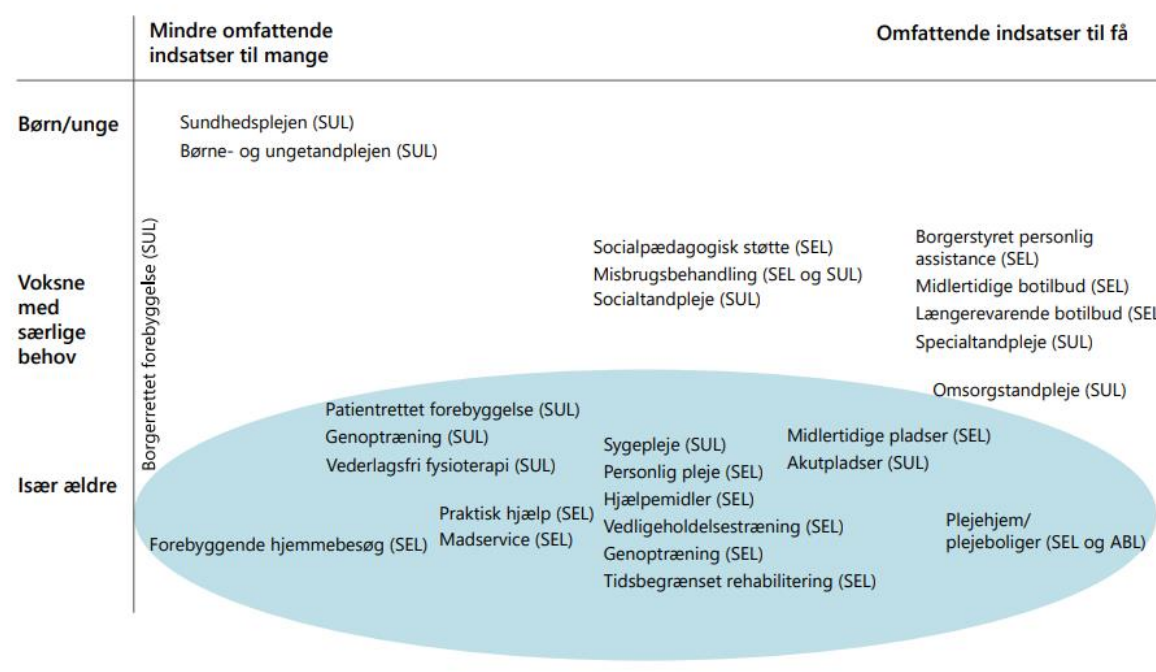 Mindre omfattende
indsatser til mange
Omfattende indsatser til få
Børn/unge
Sundhedsplejen (SUL)
Børne- og ungetandplejen (SUL)
Borgerrettet forebyggelse (SUL)
Voksne
med
særlige
behov
Socialpædagogisk støtte (SEL)
Misbrugsbehandling (SEL og SUL)
Socialtandpleje (SUL)
Borgerstyret personlig
assistance (SEL)
Midlertidige botilbud (SEL)
Længerevarende botilbud (SEL
Specialtandpleje (SUL)
Omsorgstandpleje (SUL)
Især ældre
Patientrettet forebyggelse (SUL)
Genoptræning (SUL)
Vederlagsfri fysioterapi (SUL)
Forebyggende hjemmebesøg (SEL)
Praktisk hjælp (SEL)
Madservice (SEL)
Sygepleje (SUL)
Personlig pleje (SEL)
Hjælpemidler (SEL)
Vedligeholdelsestræning (SEL)
Genoptræning (SEL)
Tidsbegrænset rehabilitering (SEL)
Midlertidige pladser (SEL)
Akutpladser (SUL)
Plejehjem/
plejeboliger (SEL og ABL)